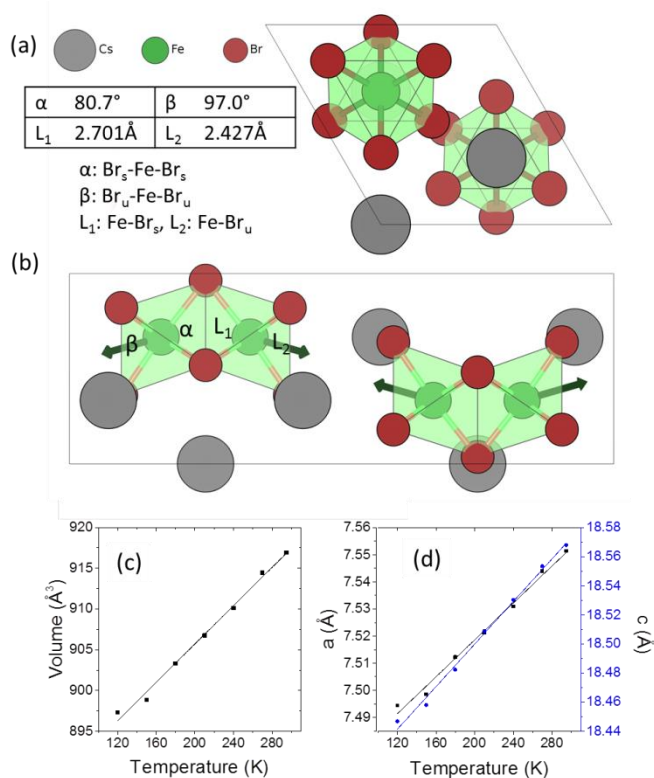 (a)
Cs Fe Br
α 80.7° β 97.0°
L₁ 2.701Å L₂ 2.427Å
α: Brₛ-Fe-Brₛ
β: Brᵤ-Fe-Brᵤ
L₁: Fe-Brₛ, L₂: Fe-Brᵤ
(b)
β α L₁ L₂
(c)
Volume (Å³)
920
915
910
905
900
895
120 160 200 240 280
Temperature (K)
(d)
a (Å)
7.56
7.55
7.54
7.53
7.52
7.51
7.50
7.49
c (Å)
18.58
18.56
18.54
18.52
18.50
18.48
18.46
18.44
120 160 200 240 280
Temperature (K)